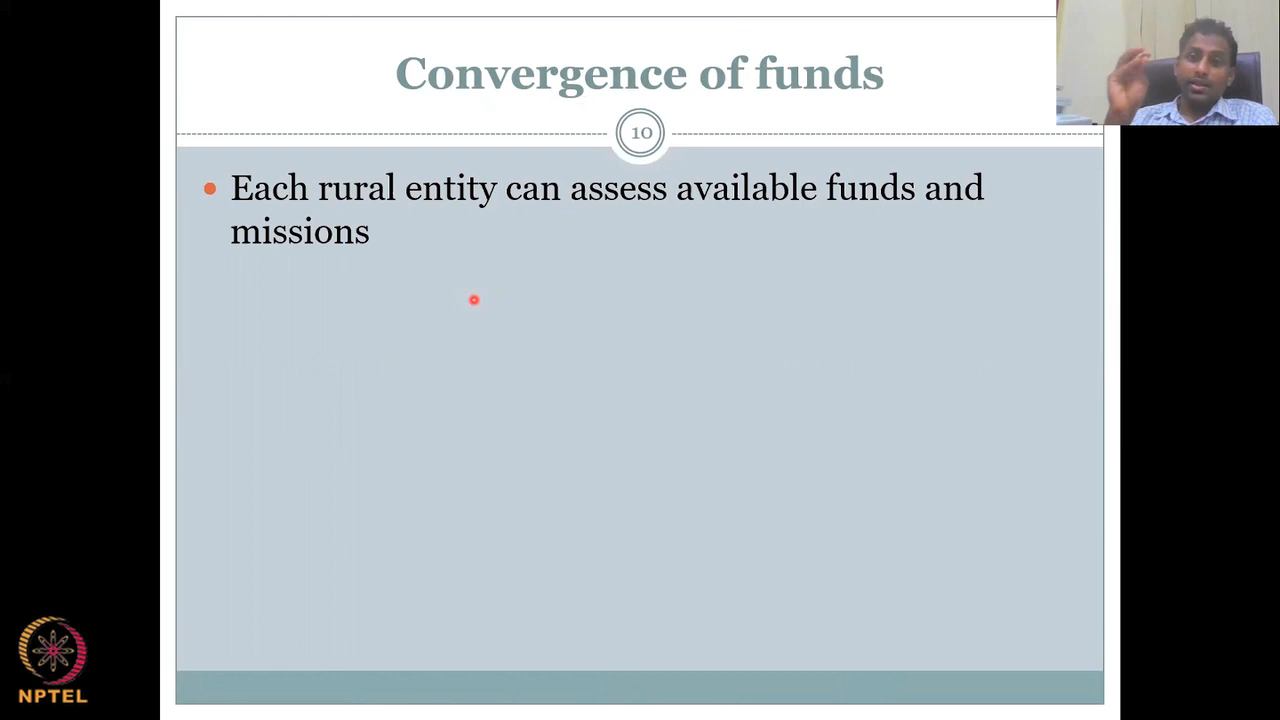 Convergence of funds
10
Each rural entity can assess available funds and
missions
NPTEL